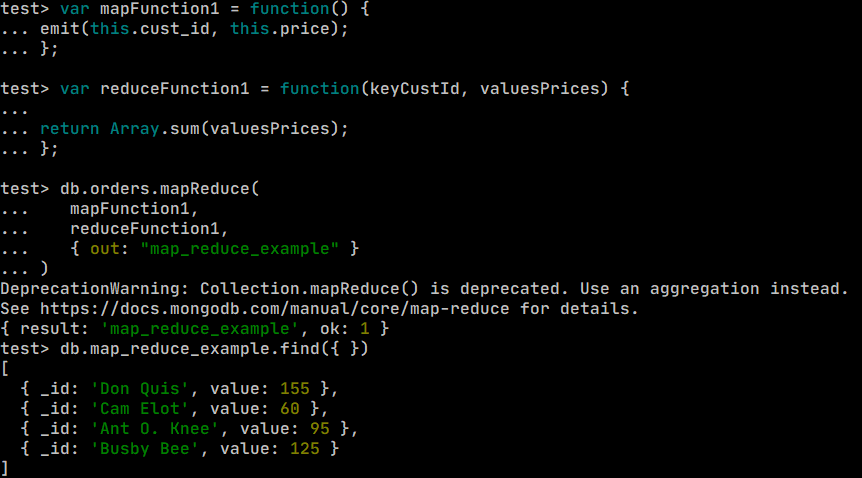 test> var mapFunction1 = function() {
... emit(this.cust_id, this.price);
... };
test> var reduceFunction1 = function(keyCustId, valuesPrices) {
...
... return Array.sum(valuesPrices);
... };
test> db.orders.mapReduce(
...    mapFunction1,
...    reduceFunction1,
...    { out: "map_reduce_example" }
... )
DeprecationWarning: Collection.mapReduce() is deprecated. Use an aggregation instead.
See https://docs.mongodb.com/manual/core/map-reduce for details.
{ result: 'map_reduce_example', ok: 1 }
test> db.map_reduce_example.find({ })
[
  { _id: 'Don Quis', value: 155 },
  { _id: 'Cam Elot', value: 60 },
  { _id: 'Ant O. Knee', value: 95 },
  { _id: 'Busby Bee', value: 125 }
]